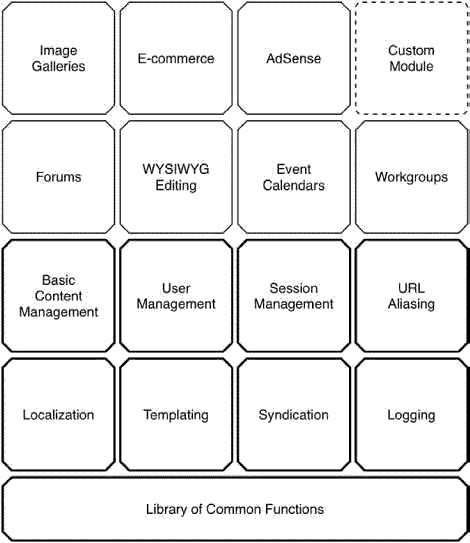 Image
Galleries
E-commerce
AdSense
Custom
Module
Forums
WYSIWYG
Editing
Event
Calendars
Workgroups
Basic
Content
Management
User
Management
Session
Management
URL
Aliasing
Localization
Templating
Syndication
Logging
Library of Common Functions